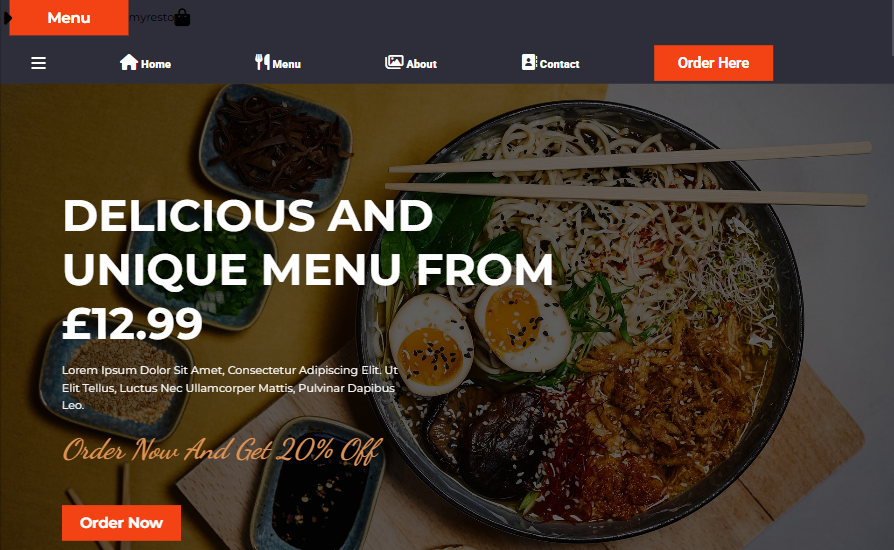 Menu myresto
Home Menu About Contact Order Here
DELICIOUS AND
UNIQUE MENU FROM
£12.99
Lorem Ipsum Dolor Sit Amet, Consectetur Adipiscing Elit. Ut
Elit Tellus, Luctus Nec Ullamcorper Mattis, Pulvinar Dapibus
Leo.
Order Now And Get 20% Off
Order Now